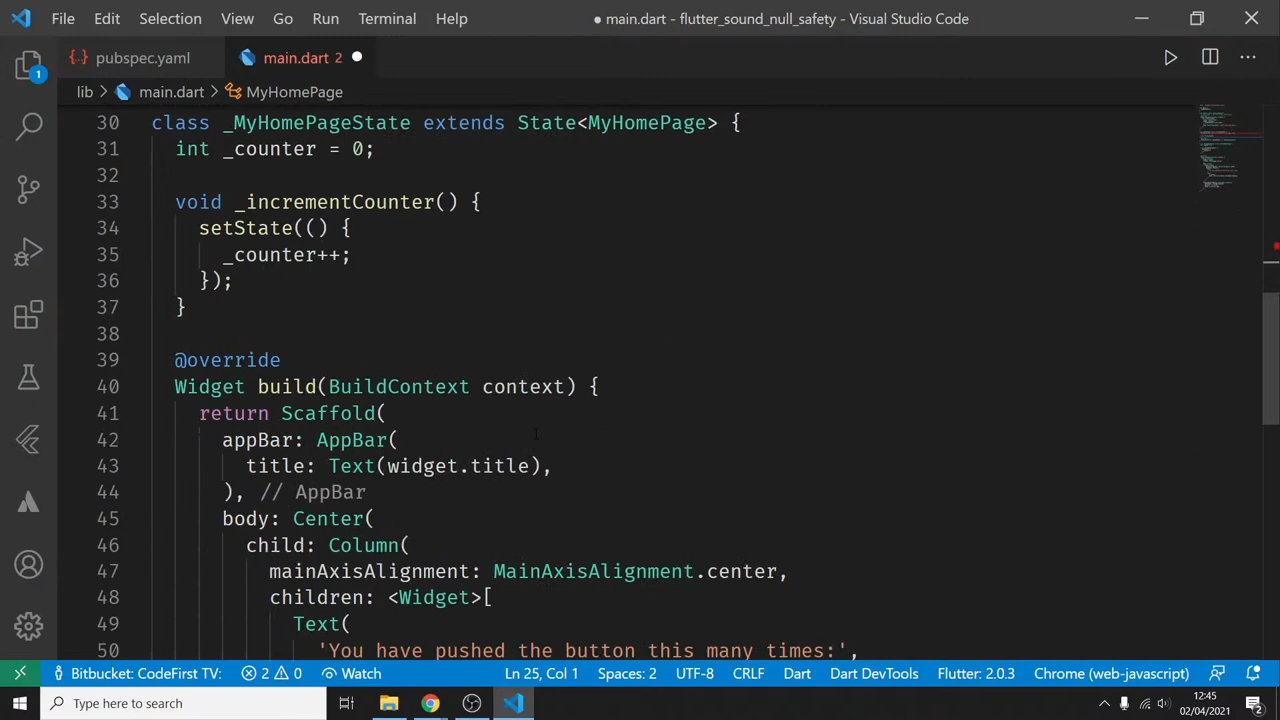 File Edit Selection View Go Run Terminal Help ● main.dart - flutter_sound_null_safety - Visual Studio Code
pubspec.yaml main.dart 2
lib > main.dart > MyHomePage
30 class _MyHomePageState extends State<MyHomePage> {
31 int _counter = 0;
32
33 void _incrementCounter() {
34 setState(() {
35 _counter++;
36 });
37 }
38
39 @override
40 Widget build(BuildContext context) {
41 return Scaffold(
42 appBar: AppBar(
43 title: Text(widget.title),
44 ), // AppBar
45 body: Center(
46 child: Column(
47 mainAxisAlignment: MainAxisAlignment.center,
48 children: <Widget>[
49 Text(
50 'You have pushed the button this many times:',
Bitbucket: CodeFirst TV: 2 0 Watch Ln 25, Col 1 Spaces: 2 UTF-8 CRLF Dart Dart DevTools Flutter: 2.0.3 Chrome (web-javascript)
Type here to search 12:45
02/04/2021 2
1